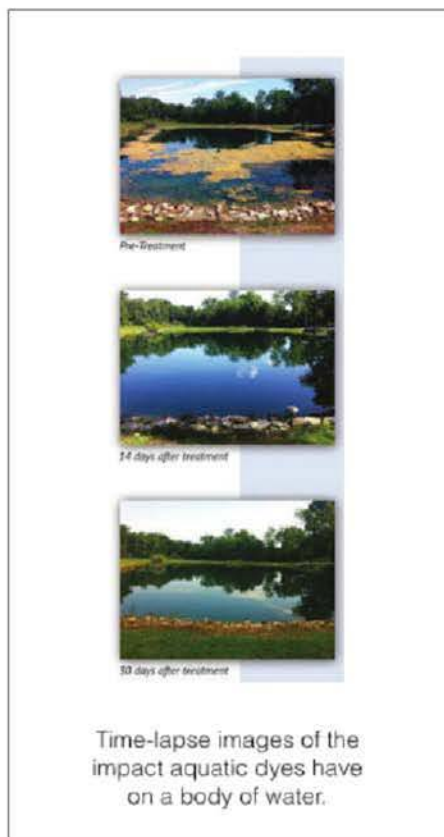 Pre-Treatment
14 days after treatment
30 days after treatment
Time-lapse images of the
impact aquatic dyes have
on a body of water.